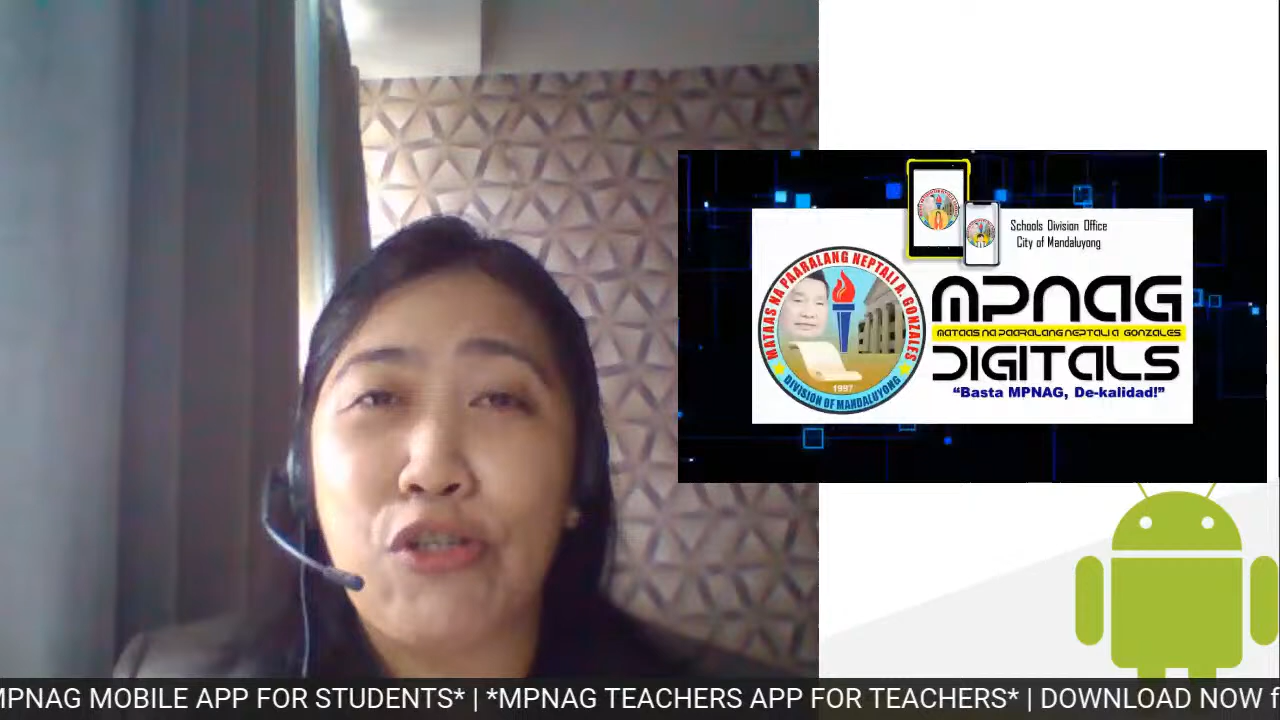 Schools Division Office
City of Mandaluyong
MATAAS NA PAARALANG NEPTALI A. GONZALES
1997
DIVISION OF MANDALUYONG
MPNAG
MATAAS NA PAARALANG NEPTALI A GONZALES
DIGITALS
“Basta MPNAG, De-kalidad!”
MPNAG MOBILE APP FOR STUDENTS* | *MPNAG TEACHERS APP FOR TEACHERS* | DOWNLOAD NOW f